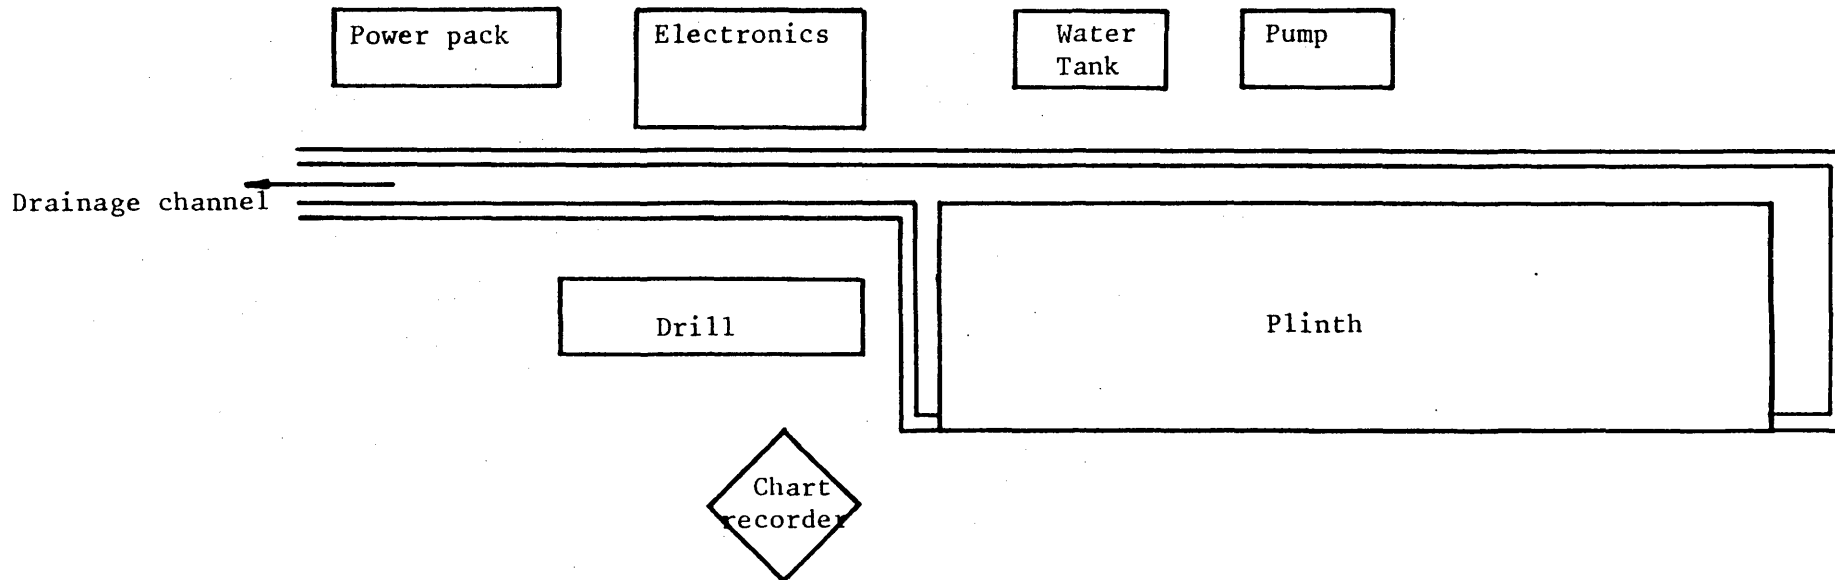 Power pack
Electronics
Water
Tank
Pump
Drainage channel
Drill
Plinth
Chart
recorder